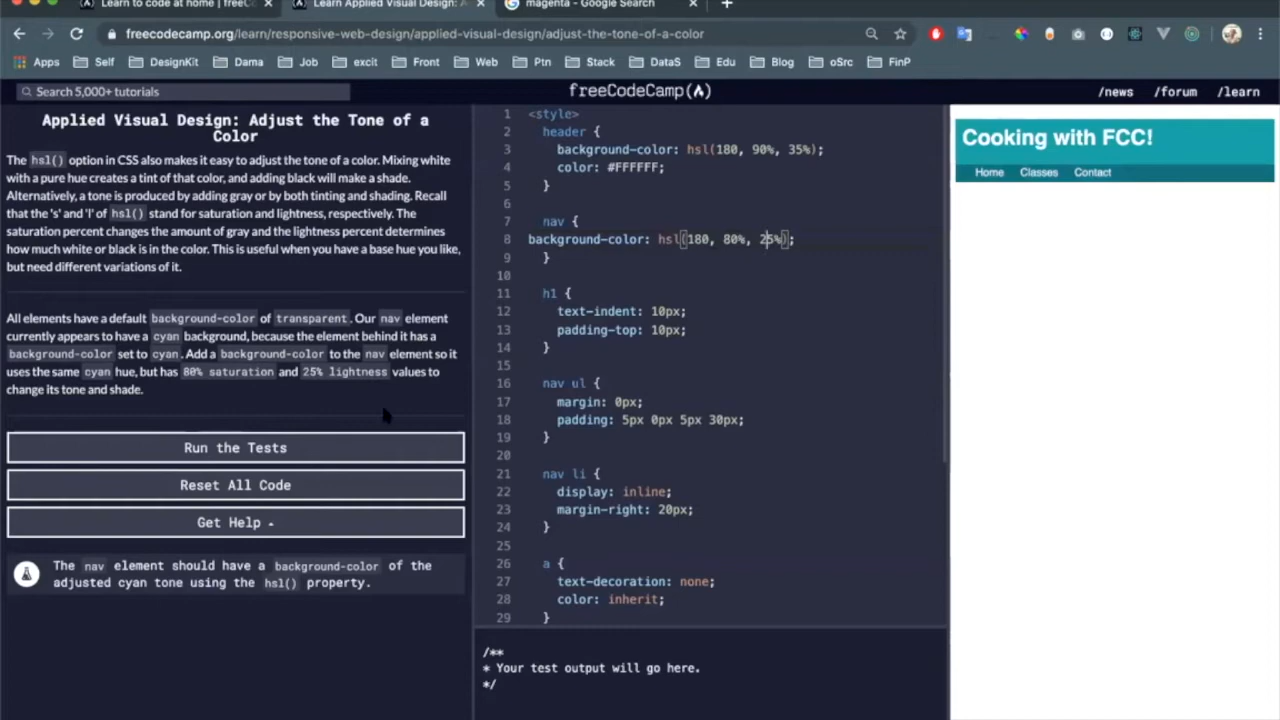 Learn to code at home | freeCo
Learn Applied Visual Design: A
magenta - Google Search
freecodecamp.org/learn/responsive-web-design/applied-visual-design/adjust-the-tone-of-a-color
Apps Self DesignKit Dama Job excit Front Web Ptn Stack DataS Edu Blog oSrc FinP
Search 5,000+ tutorials
freeCodeCamp
/news /forum /learn
Applied Visual Design: Adjust the Tone of a
Color
The hsl() option in CSS also makes it easy to adjust the tone of a color. Mixing white
with a pure hue creates a tint of that color, and adding black will make a shade.
Alternatively, a tone is produced by adding gray or by both tinting and shading. Recall
that the 's' and 'l' of hsl() stand for saturation and lightness, respectively. The
saturation percent changes the amount of gray and the lightness percent determines
how much white or black is in the color. This is useful when you have a base hue you like,
but need different variations of it.
All elements have a default background-color of transparent. Our nav element
currently appears to have a cyan background, because the element behind it has a
background-color set to cyan. Add a background-color to the nav element so it
uses the same cyan hue, but has 80% saturation and 25% lightness values to
change its tone and shade.
Run the Tests
Reset All Code
Get Help
The nav element should have a background-color of the
adjusted cyan tone using the hsl() property.
1 <style>
2 header {
3 background-color: hsl(180, 90%, 35%);
4 color: #FFFFFF;
5 }
6
7 nav {
8 background-color: hsl(180, 80%, 25%);
9 }
10
11 h1 {
12 text-indent: 10px;
13 padding-top: 10px;
14 }
15
16 nav ul {
17 margin: 0px;
18 padding: 5px 0px 5px 30px;
19 }
20
21 nav li {
22 display: inline;
23 margin-right: 20px;
24 }
25
26 a {
27 text-decoration: none;
28 color: inherit;
29 }
/**
* Your test output will go here.
*/
Cooking with FCC!
Home Classes Contact